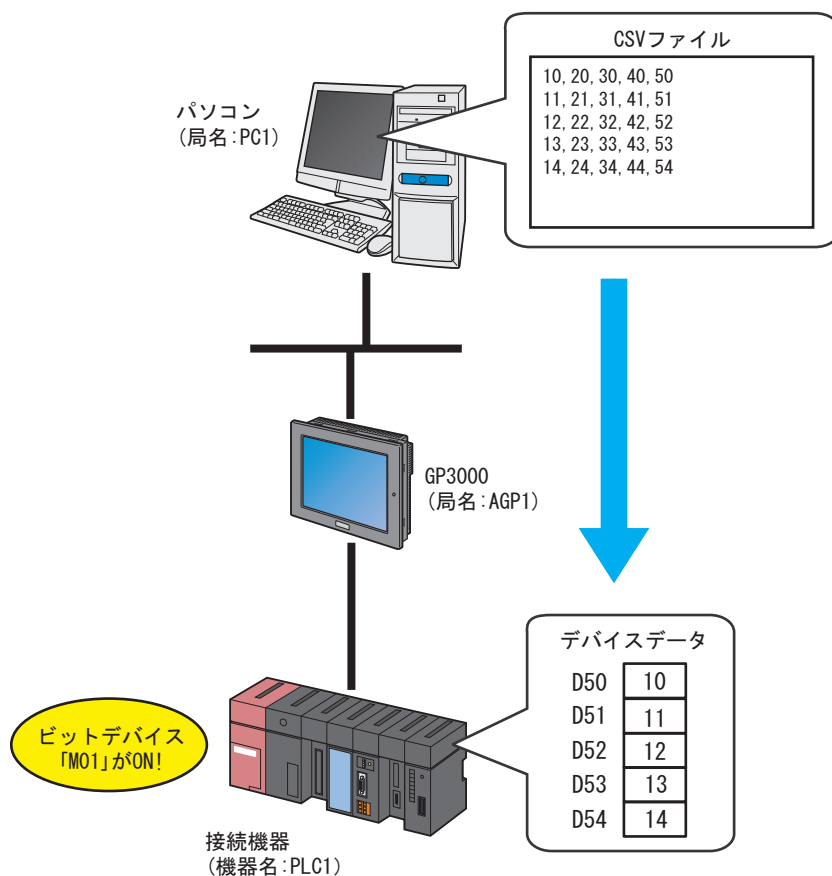 CSVファイル
10, 20, 30, 40, 50
11, 21, 31, 41, 51
12, 22, 32, 42, 52
13, 23, 33, 43, 53
14, 24, 34, 44, 54
パソコン
(局名:PC1)
GP3000
(局名:AGP1)
デバイスデータ
D50 10
D51 11
D52 12
D53 13
D54 14
ビットデバイス
「M01」がON!
接続機器
(機器名:PLC1)